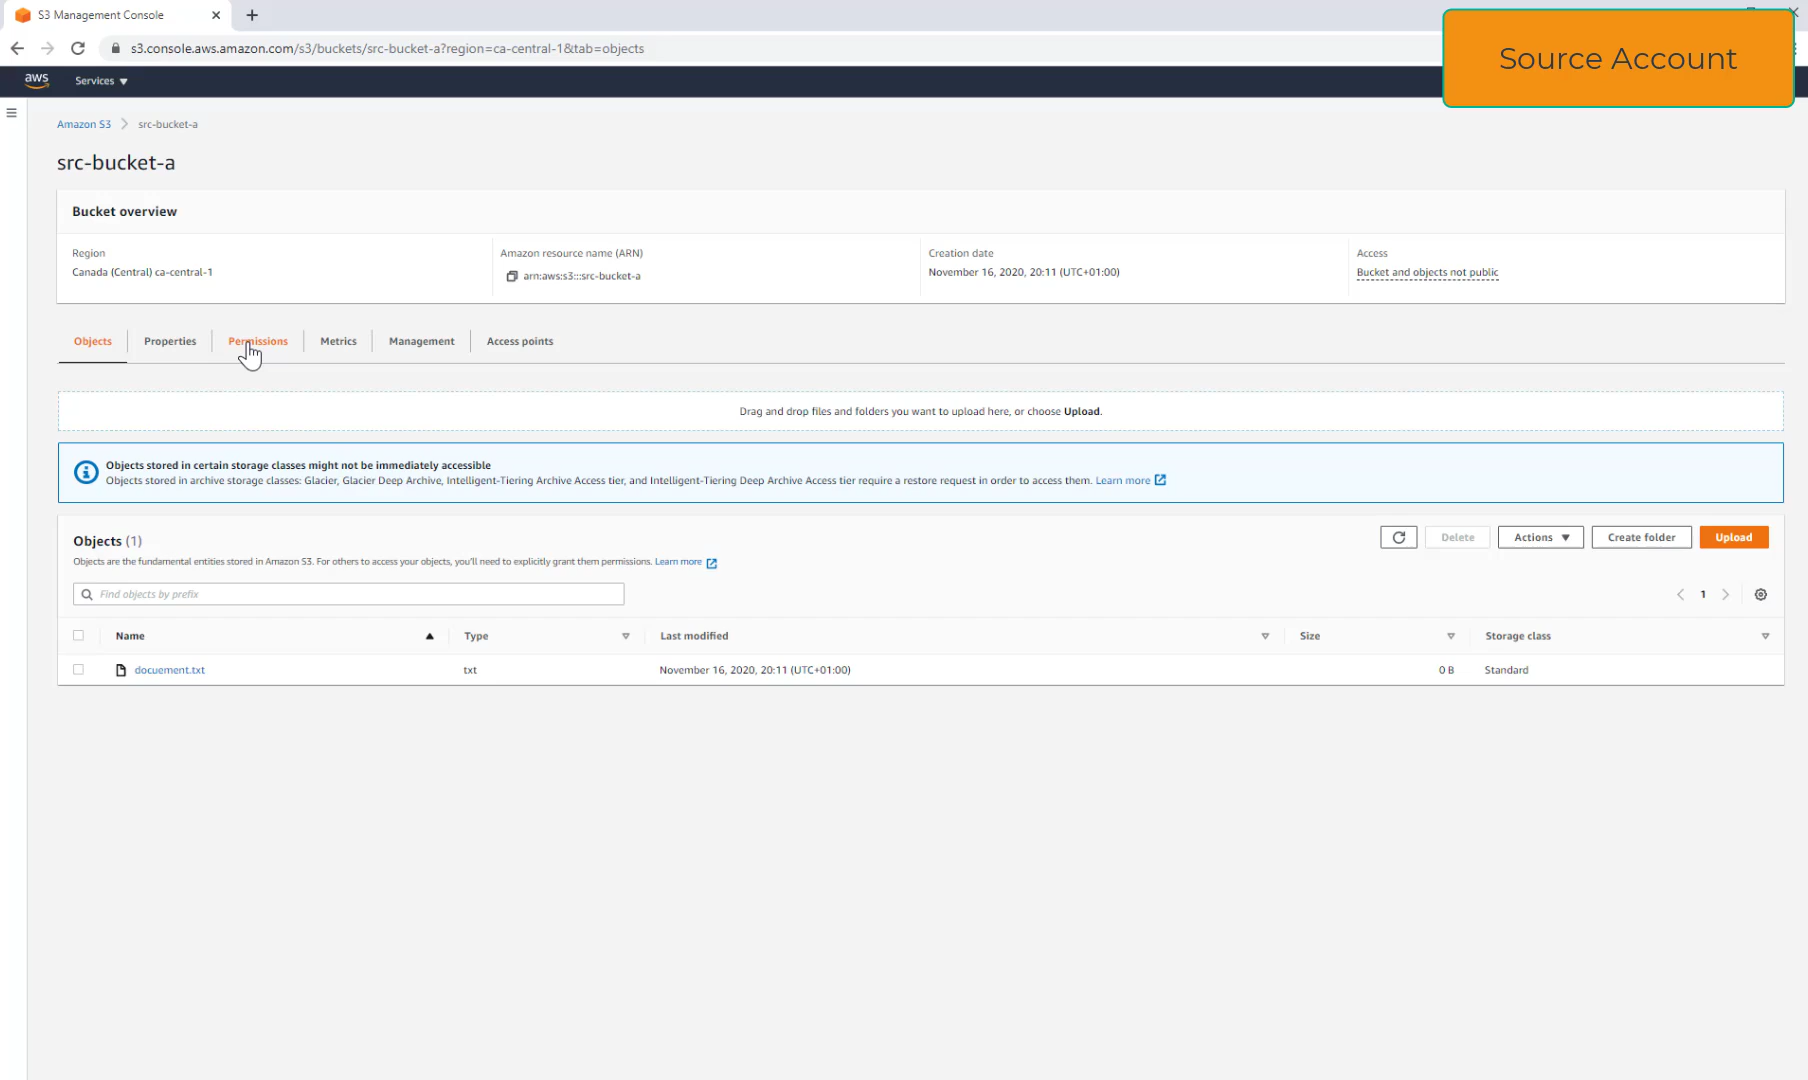 S3 Management Console
s3.console.aws.amazon.com/s3/buckets/src-bucket-a?region=ca-central-1&tab=objects
Source Account
aws
Services
Amazon S3
src-bucket-a
src-bucket-a
Bucket overview
Region
Canada (Central) ca-central-1
Amazon resource name (ARN)
arn:aws:s3:::src-bucket-a
Creation date
November 16, 2020, 20:11 (UTC+01:00)
Access
Bucket and objects not public
Objects
Properties
Permissions
Metrics
Management
Access points
Drag and drop files and folders you want to upload here, or choose Upload.
Objects stored in certain storage classes might not be immediately accessible
Objects stored in archive storage classes: Glacier, Glacier Deep Archive, Intelligent-Tiering Archive Access tier, and Intelligent-Tiering Deep Archive Access tier require a restore request in order to access them. Learn more
Objects (1)
Delete
Actions
Create folder
Upload
Objects are the fundamental entities stored in Amazon S3. For others to access your objects, you'll need to explicitly grant them permissions. Learn more
Find objects by prefix
1
Name
Type
Last modified
Size
Storage class
docuement.txt
txt
November 16, 2020, 20:11 (UTC+01:00)
0 B
Standard